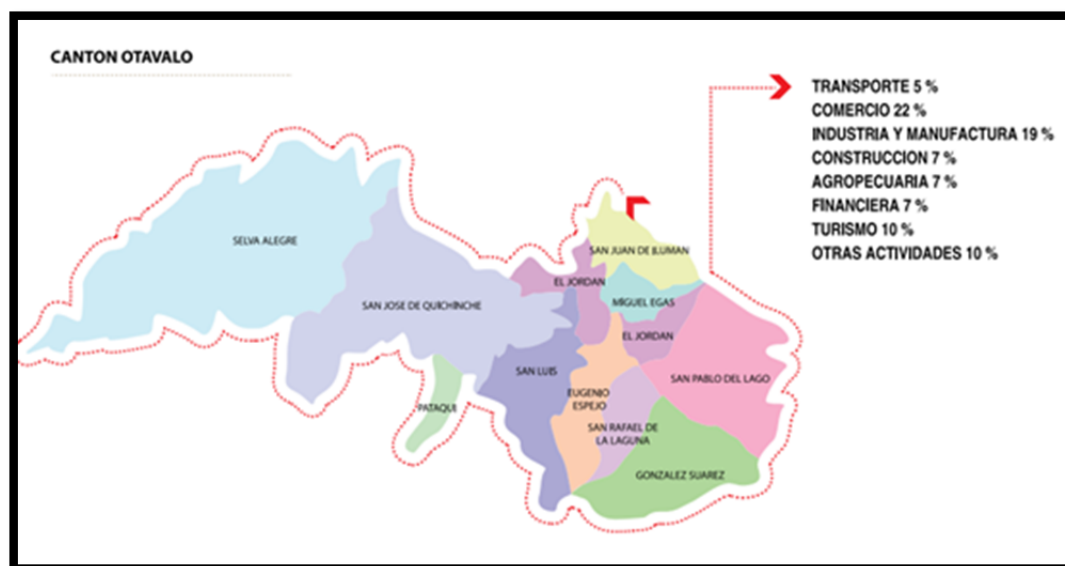 CANTON OTAVALO
TRANSPORTE 5 %
COMERCIO 22 %
INDUSTRIA Y MANUFACTURA 19 %
CONSTRUCCION 7 %
AGROPECUARIA 7 %
FINANCIERA 7 %
TURISMO 10 %
OTRAS ACTIVIDADES 10 %
SELVA ALEGRE
SAN JUAN DE ILUMAN
EL JORDAN
SAN JOSE DE QUICHINCHE
MIGUEL EGAS
EL JORDAN
SAN LUIS
SAN PABLO DEL LAGO
EUGENIO
ESPEJO
PATAQUI
SAN RAFAEL DE
LA LAGUNA
GONZALEZ SUAREZ